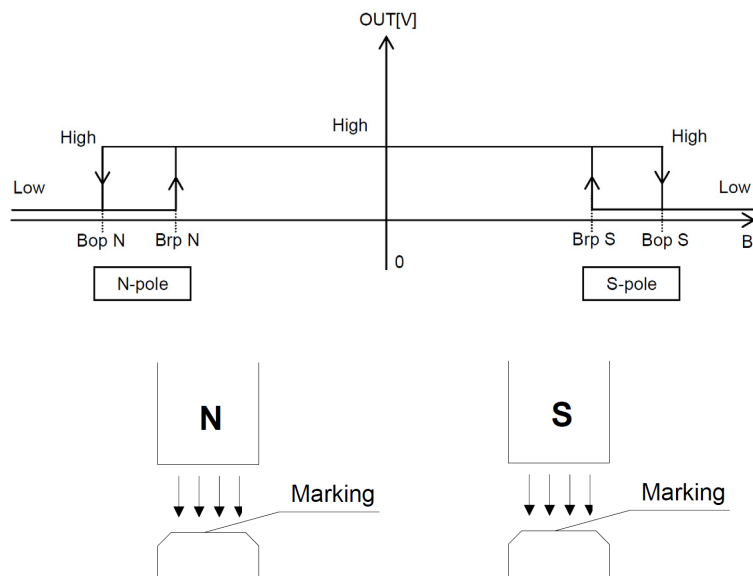 OUT[V]
High High High
Low Low
Bop N Brp N Brp S Bop S B
0
N-pole S-pole
N S
Marking Marking